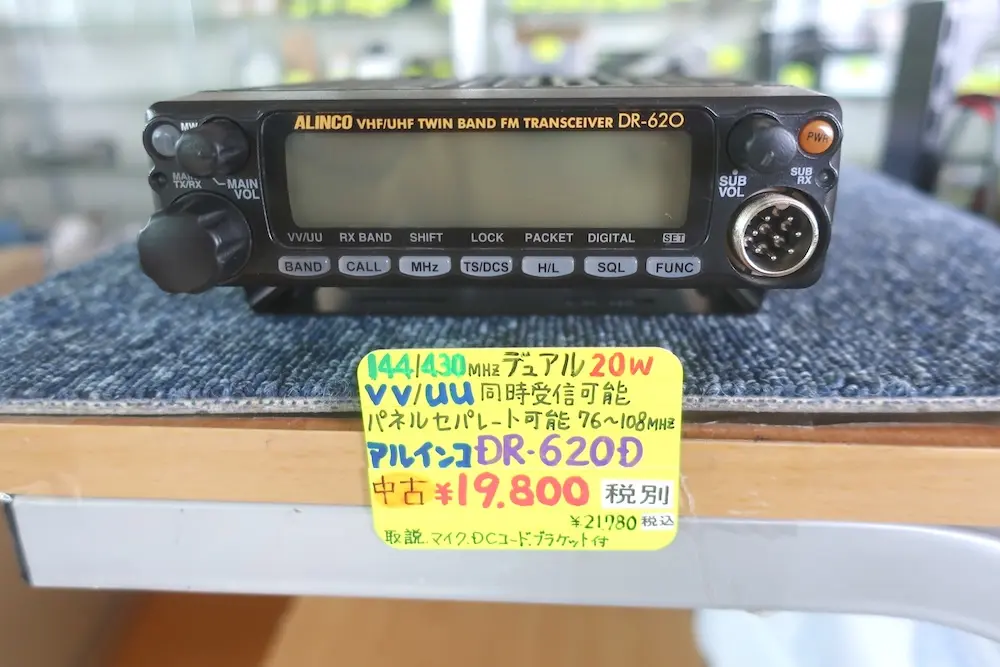 ALINCO VHF/UHF TWIN BAND FM TRANSCEIVER DR-620
MW
PWR
MAIN TX/RX
MAIN VOL
SUB VOL
SUB RX
VV/UU RX BAND SHIFT LOCK PACKET DIGITAL SET
BAND CALL MHz TS/DCS H/L SQL FUNC
144/430MHZ デュアル 20W
VV/UU 同時受信可能
パネルセパレート可能 76~108MHZ
アルインコ DR-620D
中古 ¥19.800 税別
¥21780 税込
取説.マイク.DCコード.ブラケット付